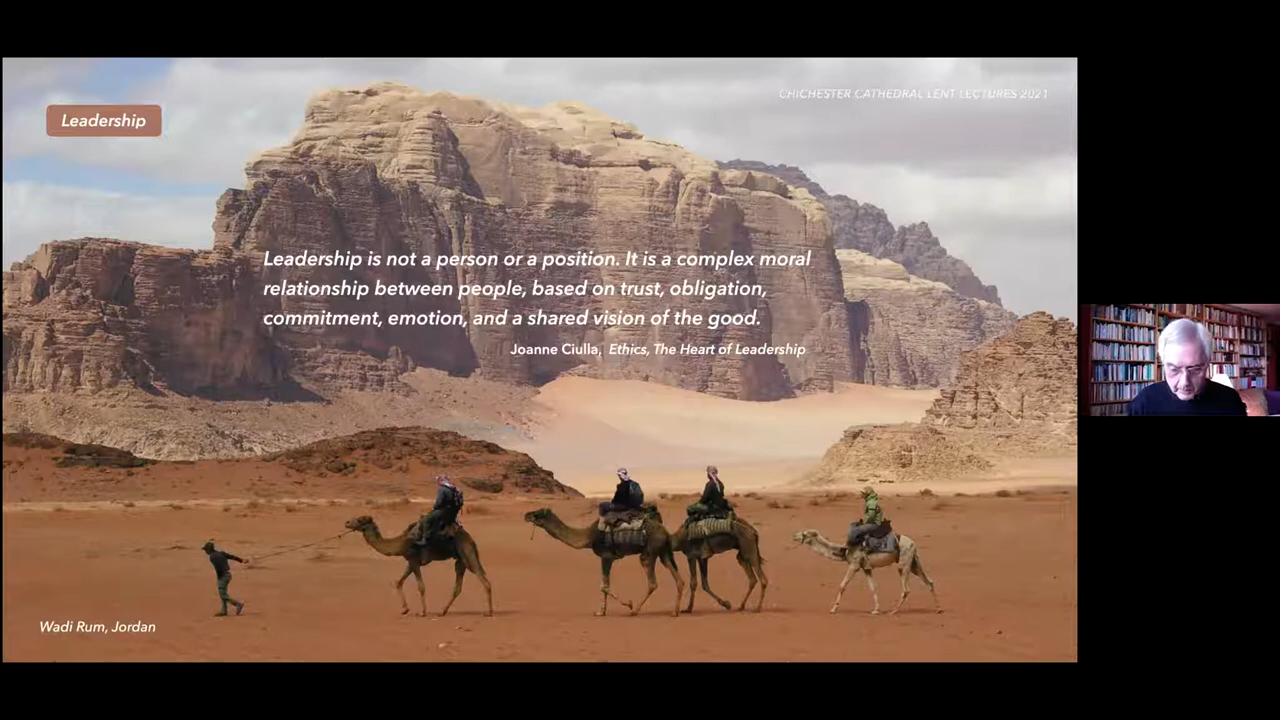 CHICHESTER CATHEDRAL LENT LECTURES 2021
Leadership
Leadership is not a person or a position. It is a complex moral
relationship between people, based on trust, obligation,
commitment, emotion, and a shared vision of the good.
Joanne Ciulla, Ethics, The Heart of Leadership
Wadi Rum, Jordan